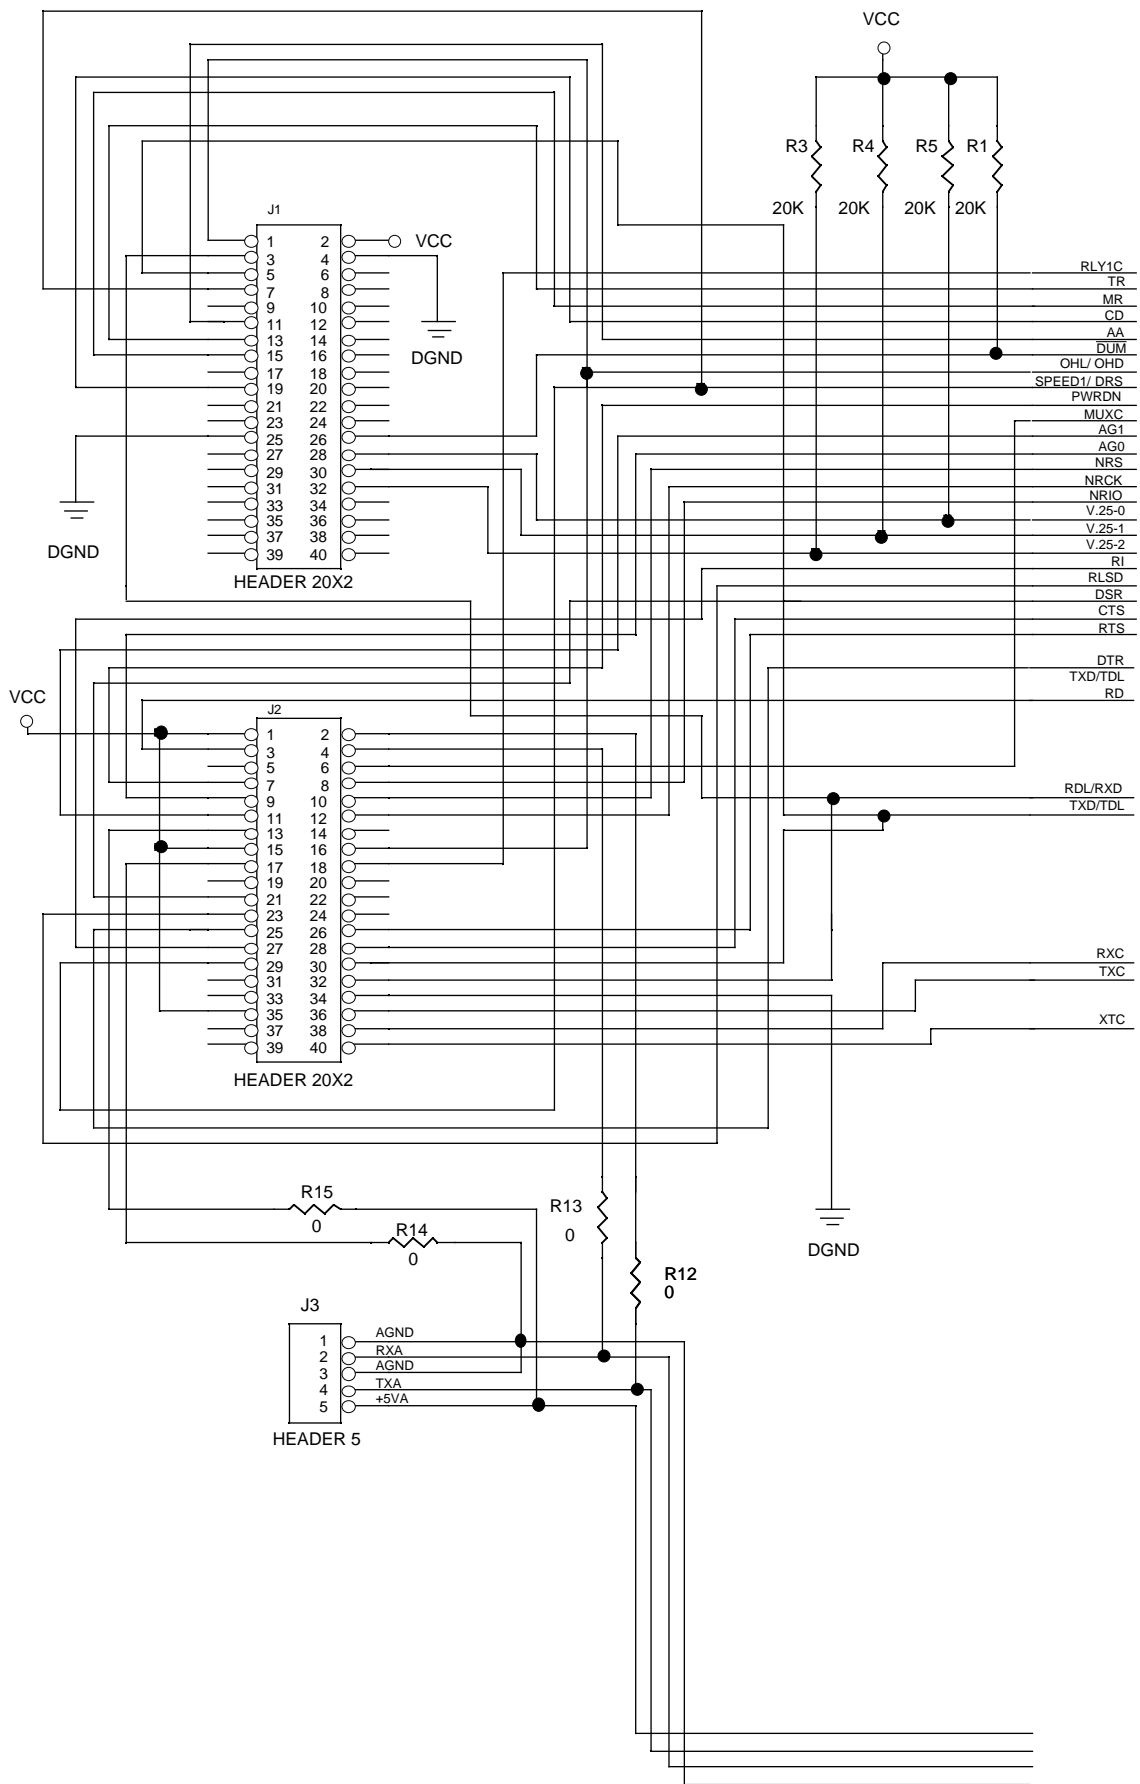 VCC
R3 R4 R5 R1
20K 20K 20K 20K
J1
1 2 VCC
3 4
5 6
7 8
9 10
11 12
13 14
15 16
17 18
19 20
21 22
23 24
25 26
27 28
29 30
31 32
33 34
35 36
37 38
39 40
HEADER 20X2
DGND
DGND
RLY1C
TR
MR
CD
AA
DUM
OHL/ OHD
SPEED1/ DRS
PWRDN
MUXC
AG1
AG0
NRS
NRCK
NRIO
V.25-0
V.25-1
V.25-2
RI
RLSD
DSR
CTS
RTS
DTR
TXD/TDL
RD
RDL/RXD
TXD/TDL
RXC
TXC
XTC
VCC
J2
1 2
3 4
5 6
7 8
9 10
11 12
13 14
15 16
17 18
19 20
21 22
23 24
25 26
27 28
29 30
31 32
33 34
35 36
37 38
39 40
HEADER 20X2
R15
0
R14
0
R13
0
R12
0
DGND
J3
1 AGND
2 RXA
3 AGND
4 TXA
5 +5VA
HEADER 5